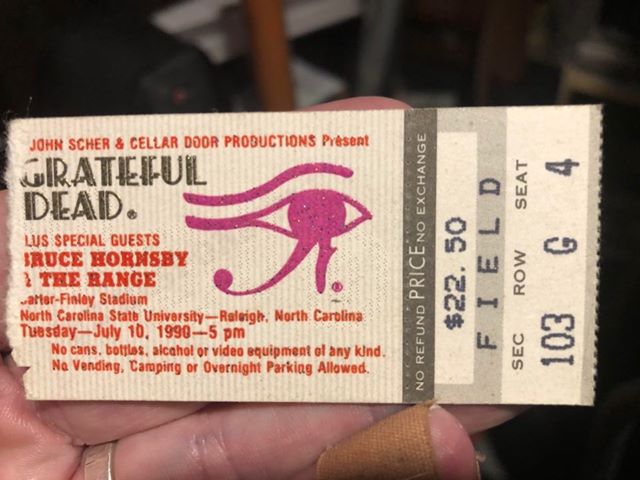 JOHN SCHER & CELLAR DOOR PRODUCTIONS Present
GRATEFUL
DEAD.
LUS SPECIAL GUESTS
BRUCE HORNSBY
& THE RANGE
arter-Finley Stadium
North Carolina State University—Raleigh, North Carolina
Tuesday—July 10, 1990—5 pm
No cans, bottles, alcohol or video equipment of any kind.
No Vending, Camping or Overnight Parking Allowed.
®
NO REFUND PRICE NO EXCHANGE
$22.50
FIELD
SEC ROW SEAT
103 G 4